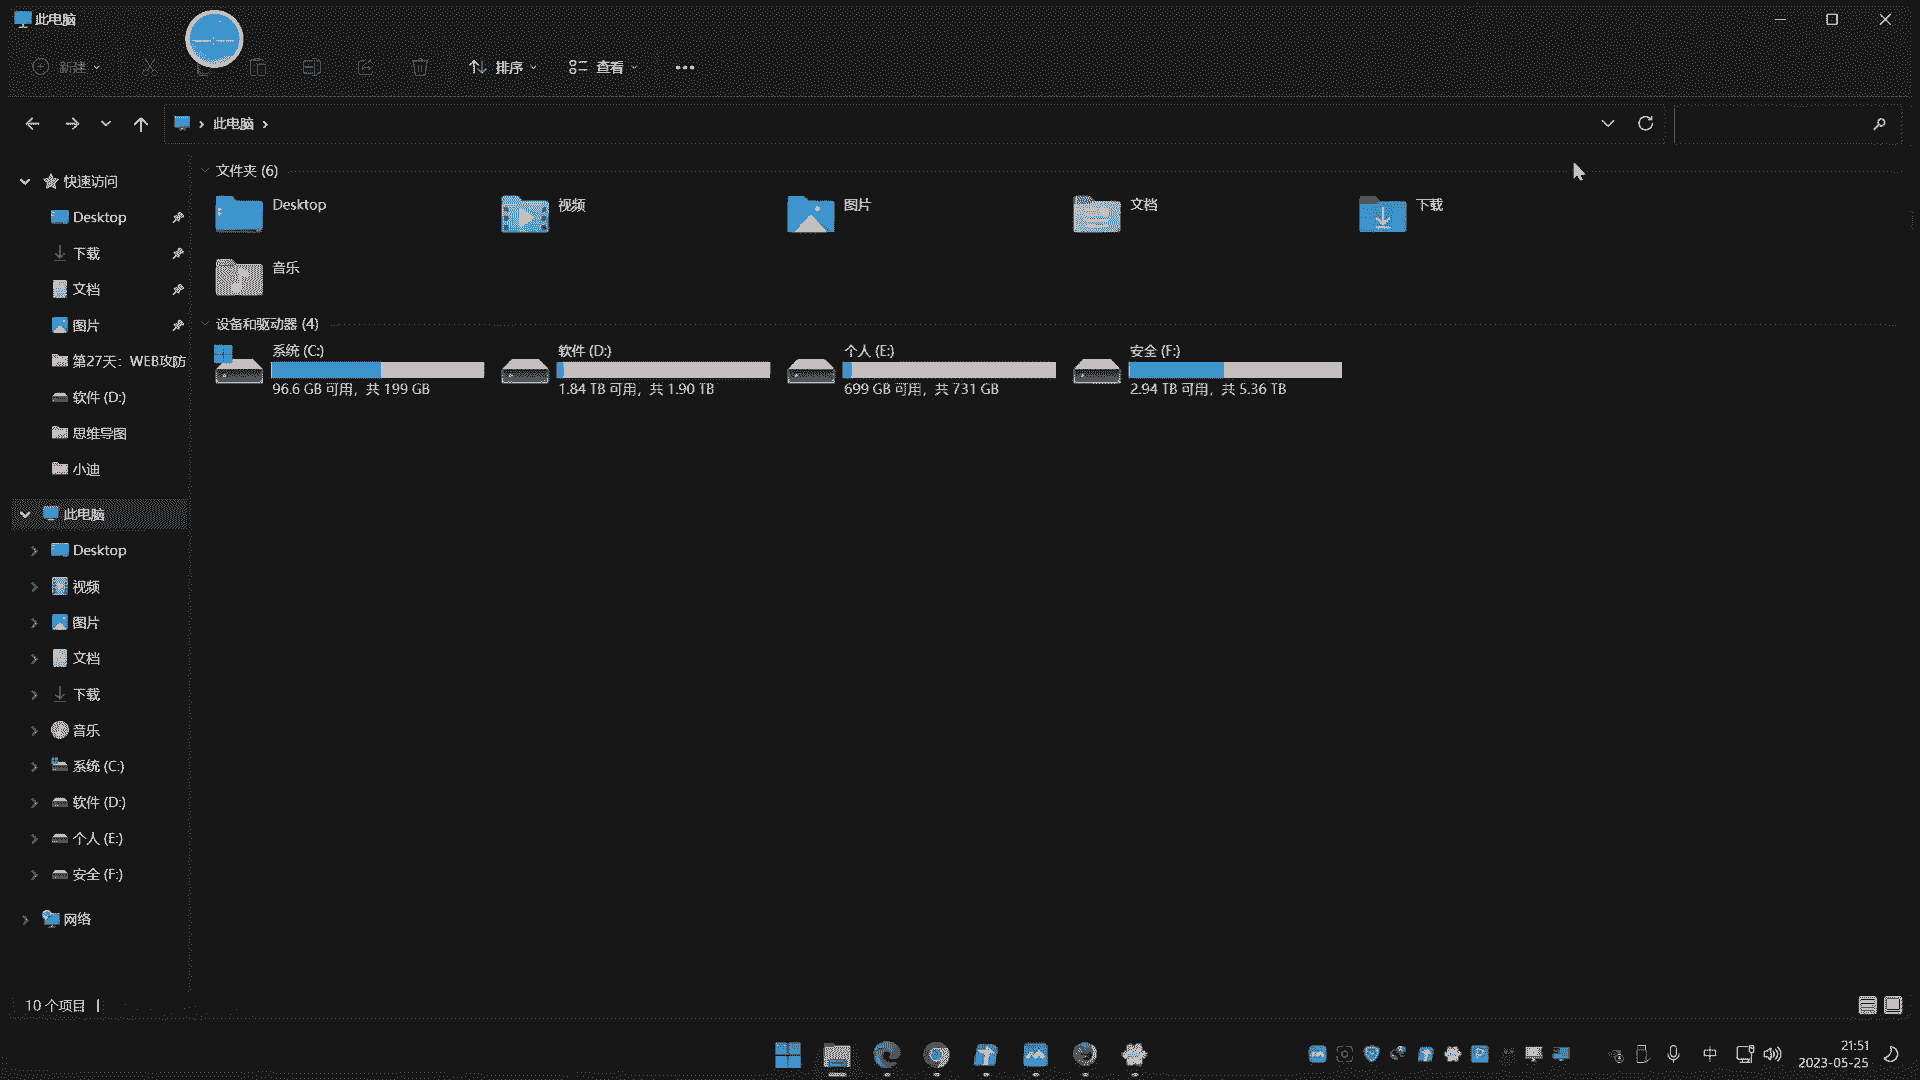 此电脑
新建
排序
查看
此电脑
快速访问
Desktop
下载
文档
图片
第27天：WEB攻防
软件 (D:)
思维导图
小迪
此电脑
Desktop
视频
图片
文档
下载
音乐
系统 (C:)
软件 (D:)
个人 (E:)
安全 (F:)
网络
文件夹 (6)
Desktop
视频
图片
文档
下载
音乐
设备和驱动器 (4)
系统 (C:)
96.6 GB 可用，共 199 GB
软件 (D:)
1.84 TB 可用，共 1.90 TB
个人 (E:)
699 GB 可用，共 731 GB
安全 (F:)
2.94 TB 可用，共 5.36 TB
10 个项目
中
21:51
2023-05-25